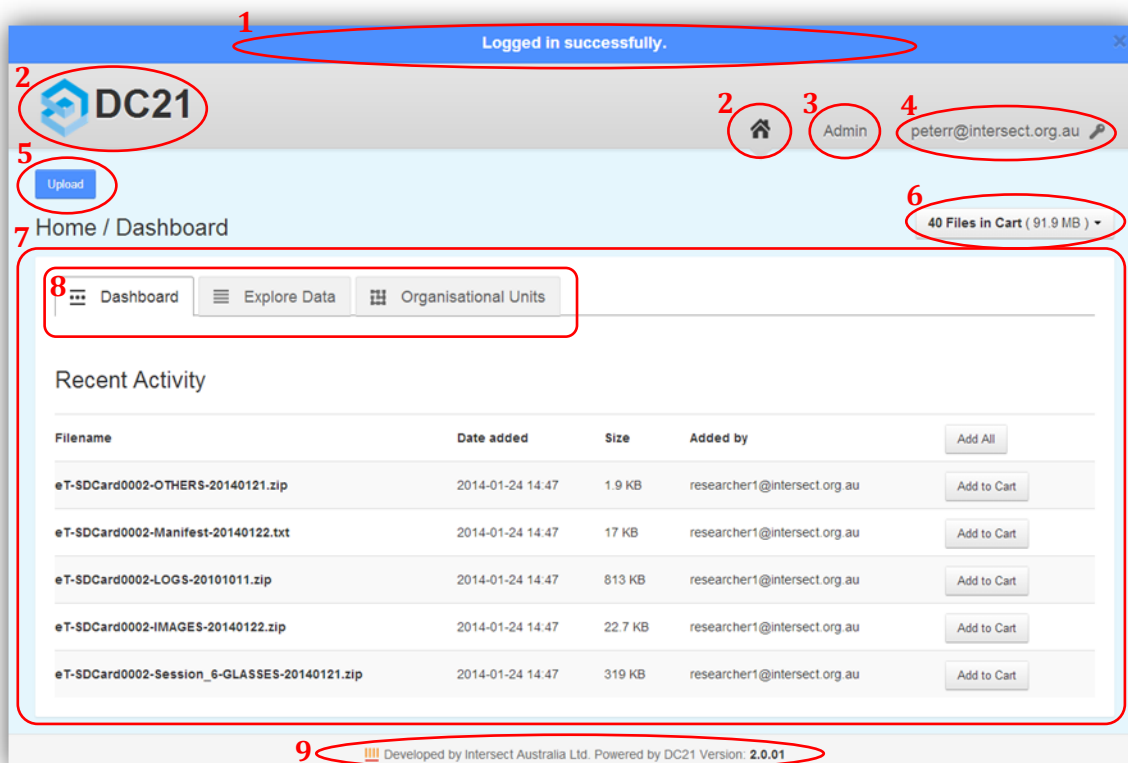 1
Logged in successfully. ×
2 DC21
2 3 Admin 4 peterr@intersect.org.au
5 Upload
6 40 Files in Cart ( 91.9 MB )
7 Home / Dashboard
8 Dashboard Explore Data Organisational Units
Recent Activity
Filename Date added Size Added by Add All
eT-SDCard0002-OTHERS-20140121.zip 2014-01-24 14:47 1.9 KB researcher1@intersect.org.au Add to Cart
eT-SDCard0002-Manifest-20140122.txt 2014-01-24 14:47 17 KB researcher1@intersect.org.au Add to Cart
eT-SDCard0002-LOGS-20101011.zip 2014-01-24 14:47 813 KB researcher1@intersect.org.au Add to Cart
eT-SDCard0002-IMAGES-20140122.zip 2014-01-24 14:47 22.7 KB researcher1@intersect.org.au Add to Cart
eT-SDCard0002-Session_6-GLASSES-20140121.zip 2014-01-24 14:47 319 KB researcher1@intersect.org.au Add to Cart
9 Developed by Intersect Australia Ltd. Powered by DC21 Version: 2.0.01